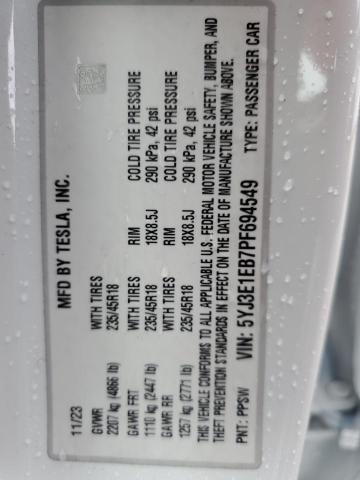 MFD BY TESLA, INC.
11/23
GVWR WITH TIRES RIM COLD TIRE PRESSURE
2207 kg (4866 lb) 235/45R18 18X8.5J 290 kPa, 42 psi
GAWR FRT WITH TIRES RIM COLD TIRE PRESSURE
1110 kg (2447 lb) 235/45R18 18X8.5J 290 kPa, 42 psi
GAWR RR
1257 kg (2771 lb) 235/45R18
THIS VEHICLE CONFORMS TO ALL APPLICABLE U.S. FEDERAL MOTOR VEHICLE SAFETY, BUMPER, AND
THEFT PREVENTION STANDARDS IN EFFECT ON THE DATE OF MANUFACTURE SHOWN ABOVE.
PNT: PPSW VIN: 5YJ3E1EB7PF694549 TYPE: PASSENGER CAR